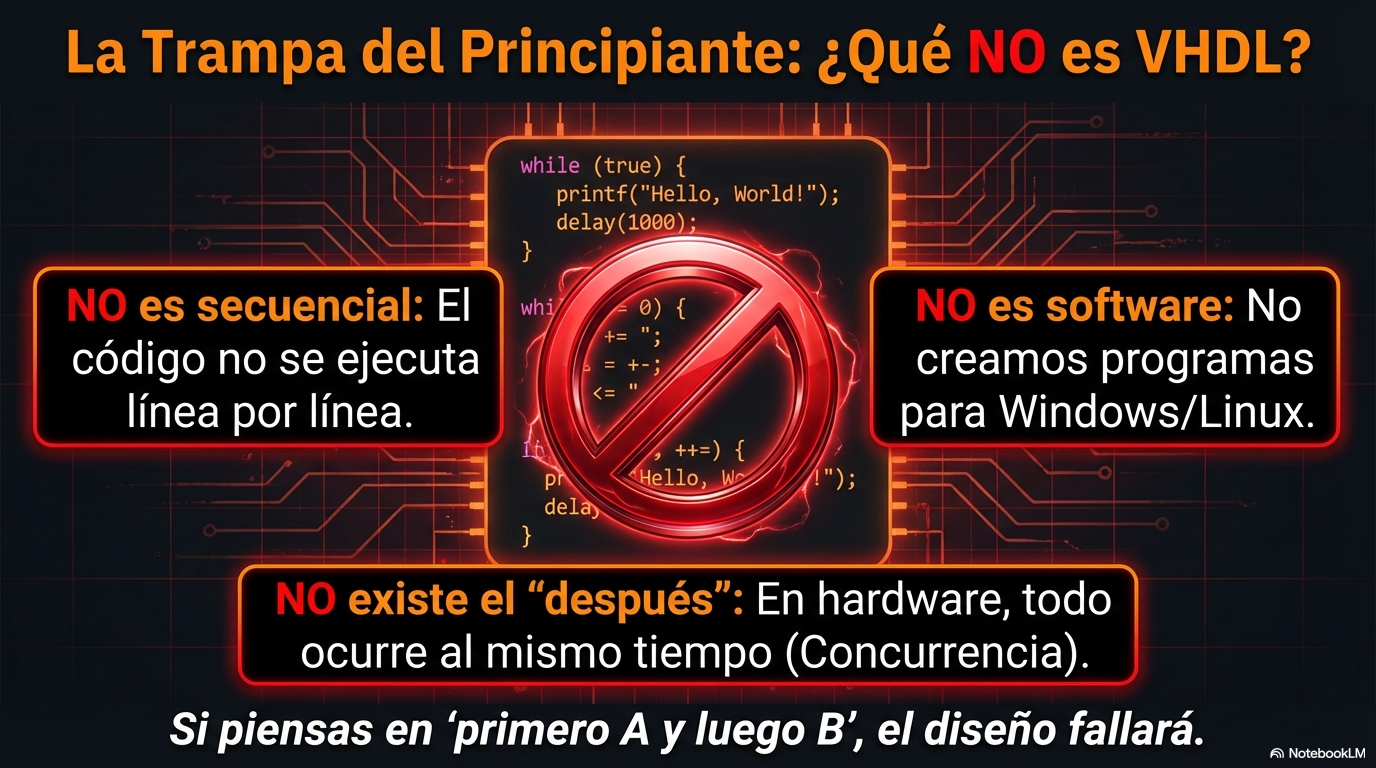 La Trampa del Principiante: ¿Qué NO es VHDL?
while (true) {
printf("Hello, World!");
delay(1000);
}
= 0) {
+= ";
= +-;
<= "
, ++=) {
Hello, !");
}
NO es secuencial: El
código no se ejecuta
línea por línea.
NO es software: No
creamos programas
para Windows/Linux.
NO existe el “después”: En hardware, todo
ocurre al mismo tiempo (Concurrencia).
Si piensas en ‘primero A y luego B’, el diseño fallará.
NotebookLM